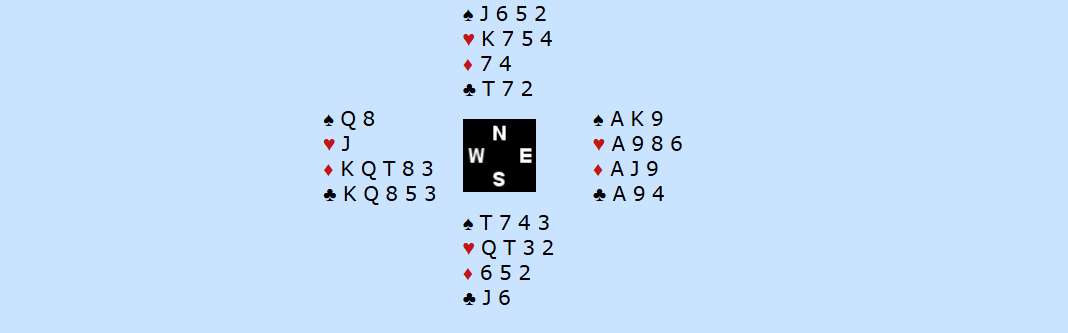 ♠ J 6 5 2
♥ K 7 5 4
♦ 7 4
♣ T 7 2
♠ Q 8
♥ J
♦ K Q T 8 3
♣ K Q 8 5 3
N
W E
S
♠ A K 9
♥ A 9 8 6
♦ A J 9
♣ A 9 4
♠ T 7 4 3
♥ Q T 3 2
♦ 6 5 2
♣ J 6